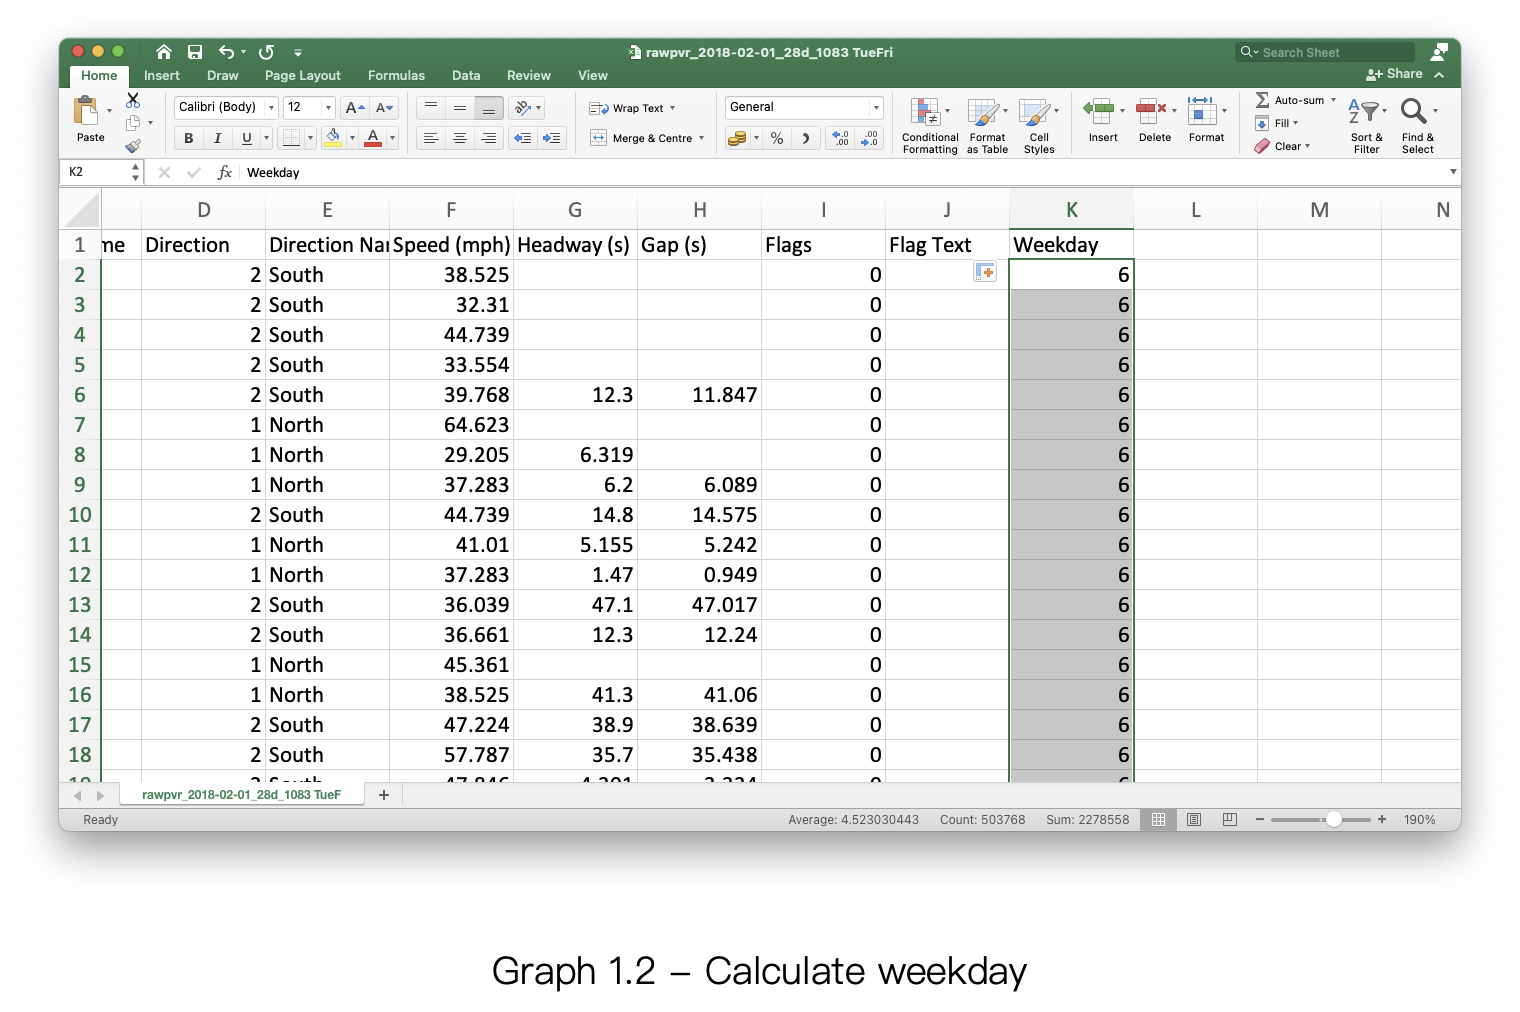 rawpvr_2018-02-01_28d_1083 TueFri
Search Sheet
Home Insert Draw Page Layout Formulas Data Review View
Share
Paste
Calibri (Body) 12
Wrap Text
Merge & Centre
General
Conditional Formatting
Format as Table
Cell Styles
Insert
Delete
Format
Auto-sum
Fill
Clear
Sort & Filter
Find & Select
K2 fx Weekday
D E F G H I J K L M N
1 me Direction Direction Nar Speed (mph) Headway (s) Gap (s) Flags Flag Text Weekday
2 2 South 38.525 0 6
3 2 South 32.31 0 6
4 2 South 44.739 0 6
5 2 South 33.554 0 6
6 2 South 39.768 12.3 11.847 0 6
7 1 North 64.623 0 6
8 1 North 29.205 6.319 0 6
9 1 North 37.283 6.2 6.089 0 6
10 2 South 44.739 14.8 14.575 0 6
11 1 North 41.01 5.155 5.242 0 6
12 1 North 37.283 1.47 0.949 0 6
13 2 South 36.039 47.1 47.017 0 6
14 2 South 36.661 12.3 12.24 0 6
15 1 North 45.361 0 6
16 1 North 38.525 41.3 41.06 0 6
17 2 South 47.224 38.9 38.639 0 6
18 2 South 57.787 35.7 35.438 0 6
rawpvr_2018-02-01_28d_1083 TueF
Ready Average: 4.523030443 Count: 503768 Sum: 2278558 190%
Graph 1.2 – Calculate weekday